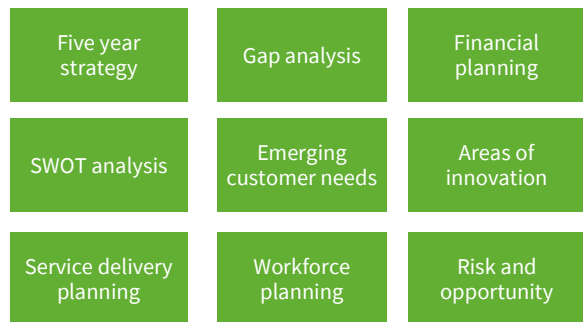 Five year
strategy
Gap analysis
Financial
planning
SWOT analysis
Emerging
customer needs
Areas of
innovation
Service delivery
planning
Workforce
planning
Risk and
opportunity